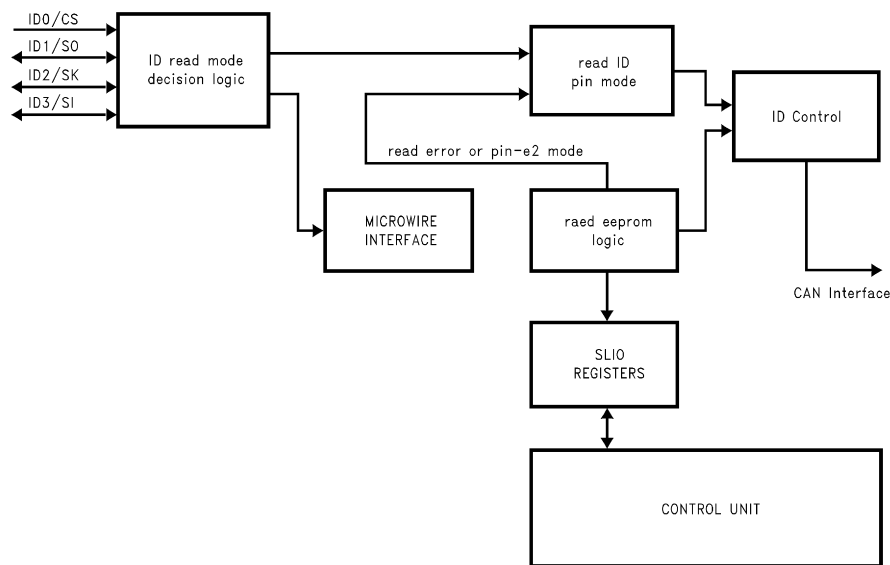 ID0/CS
ID1/SO
ID2/SK
ID3/SI
ID read mode
decision logic
read ID
pin mode
ID Control
read error or pin-e2 mode
MICROWIRE
INTERFACE
raed eeprom
logic
CAN Interface
SLIO
REGISTERS
CONTROL UNIT